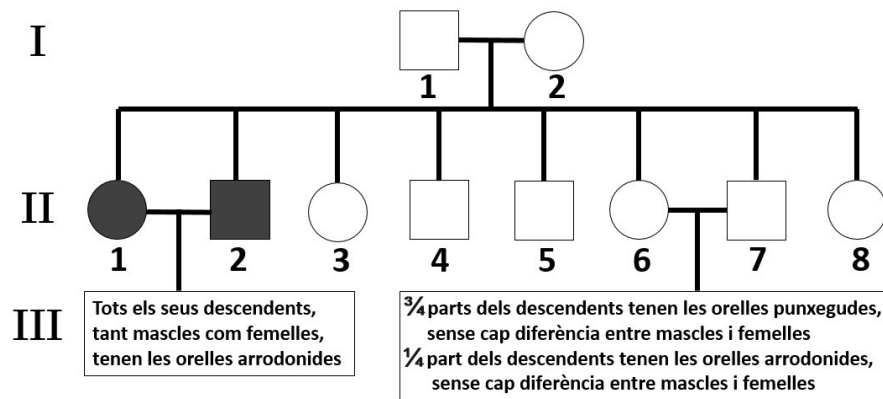 I
1 2
II
1 2 3 4 5 6 7 8
III
Tots els seus descendents,
tant mascles com femelles,
tenen les orelles arrodonides
¾ parts dels descendents tenen les orelles punxegudes,
sense cap diferència entre mascles i femelles
¼ part dels descendents tenen les orelles arrodonides,
sense cap diferència entre mascles i femelles